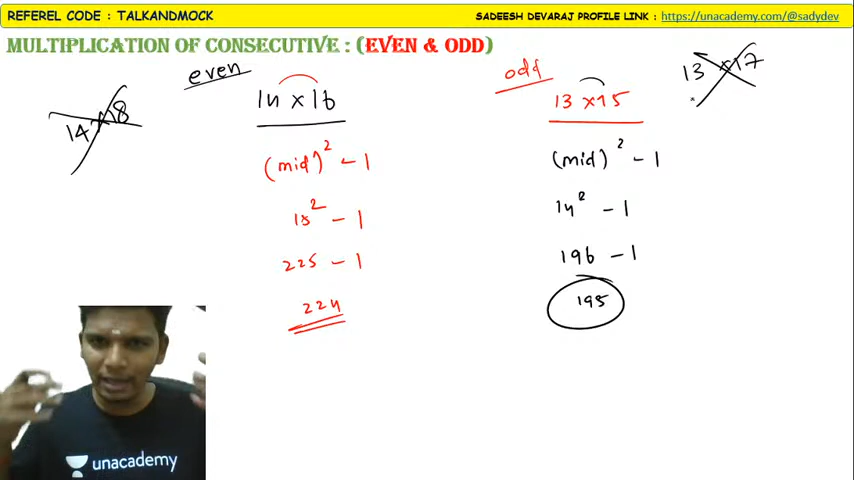 REFEREL CODE : TALKANDMOCK
SADEESH DEVARAJ PROFILE LINK : https://unacademy.com/@sadydev
MULTIPLICATION OF CONSECUTIVE : (EVEN & ODD)
even
14 x 16
(mid)² - 1
15² - 1
225 - 1
224
14 x 18
odd
13 x 15
(mid)² - 1
14² - 1
196 - 1
195
13 x 17
unacademy